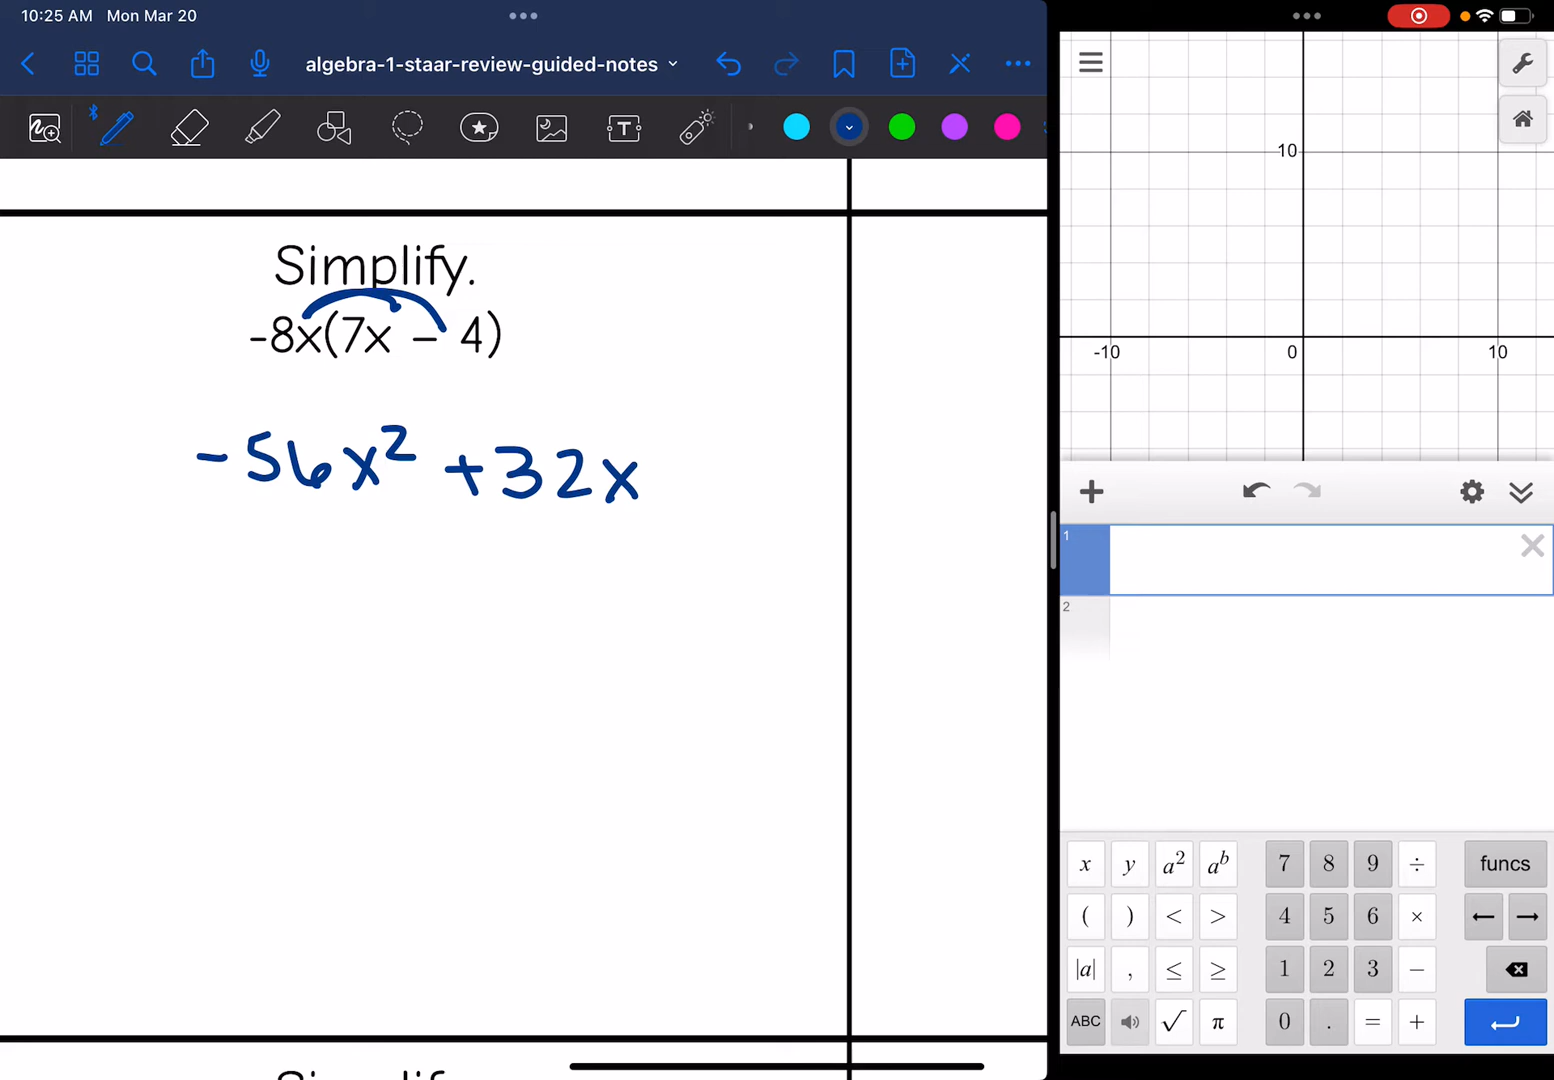 10:25 AM Mon Mar 20
algebra-1-staar-review-guided-notes
Simplify.
-8x(7x – 4)
-56x² +32x
Simplify
10
-10 0 10
1
2
x y a² aᵇ 7 8 9 ÷ funcs
( ) < > 4 5 6 ×
|a| , ≤ ≥ 1 2 3 −
ABC √ π 0 . = +